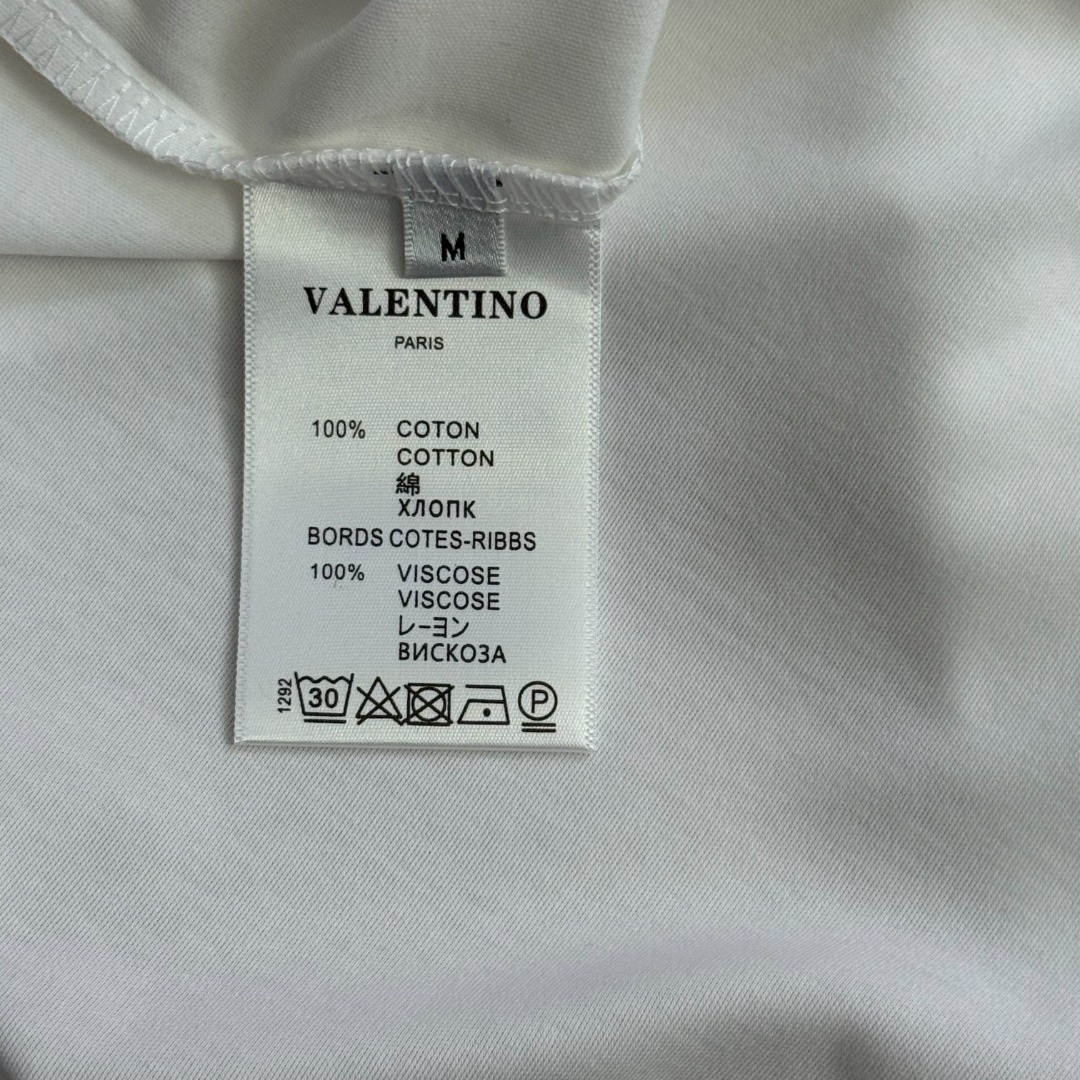 M
VALENTINO
PARIS
100% COTON
COTTON
綿
ХЛОПК
BORDS COTES-RIBBS
100% VISCOSE
VISCOSE
レーヨン
ВИСКОЗА
1292
30 P